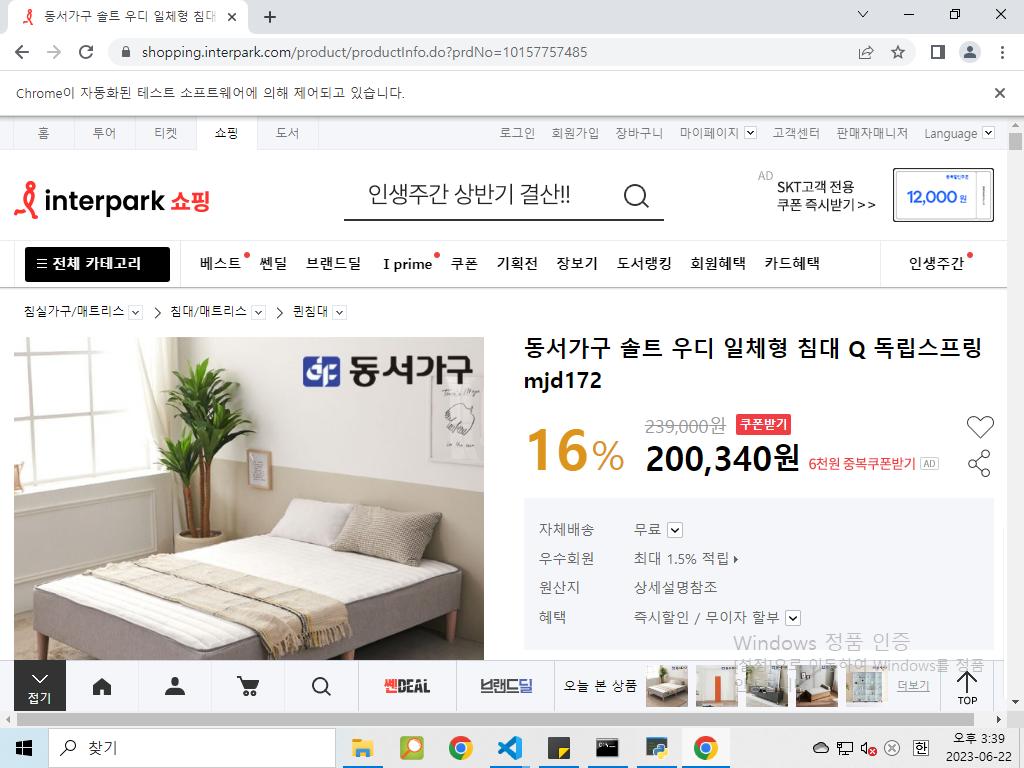 동서가구 솔트 우디 일체형 침대
shopping.interpark.com/product/productInfo.do?prdNo=10157757485
Chrome이 자동화된 테스트 소프트웨어에 의해 제어되고 있습니다.
홈 투어 티켓 쇼핑 도서 로그인 회원가입 장바구니 마이페이지 고객센터 판매자매니저 Language
AD
interpark 쇼핑 인생주간 상반기 결산!! SKT고객 전용
쿠폰 즉시받기 >>
12,000원
전체 카테고리 베스트 쎈딜 브랜드딜 I prime 쿠폰 기획전 장보기 도서랭킹 회원혜택 카드혜택 인생주간
침실가구/매트리스 > 침대/매트리스 > 퀸침대
동서가구
동서가구 솔트 우디 일체형 침대 Q 독립스프링
mjd172
16% 239,000원 쿠폰받기
200,340원 6천원 중복쿠폰받기 AD
자체배송 무료
우수회원 최대 1.5% 적립
원산지 상세설명참조
혜택 즉시할인 / 무이자 할부
Windows 정품 인증
[설정]으로 이동하여 Windows를 정품
접기 쎈DEAL 브랜드딜 오늘 본 상품 더보기 TOP
찾기
한
오후 3:39
2023-06-22